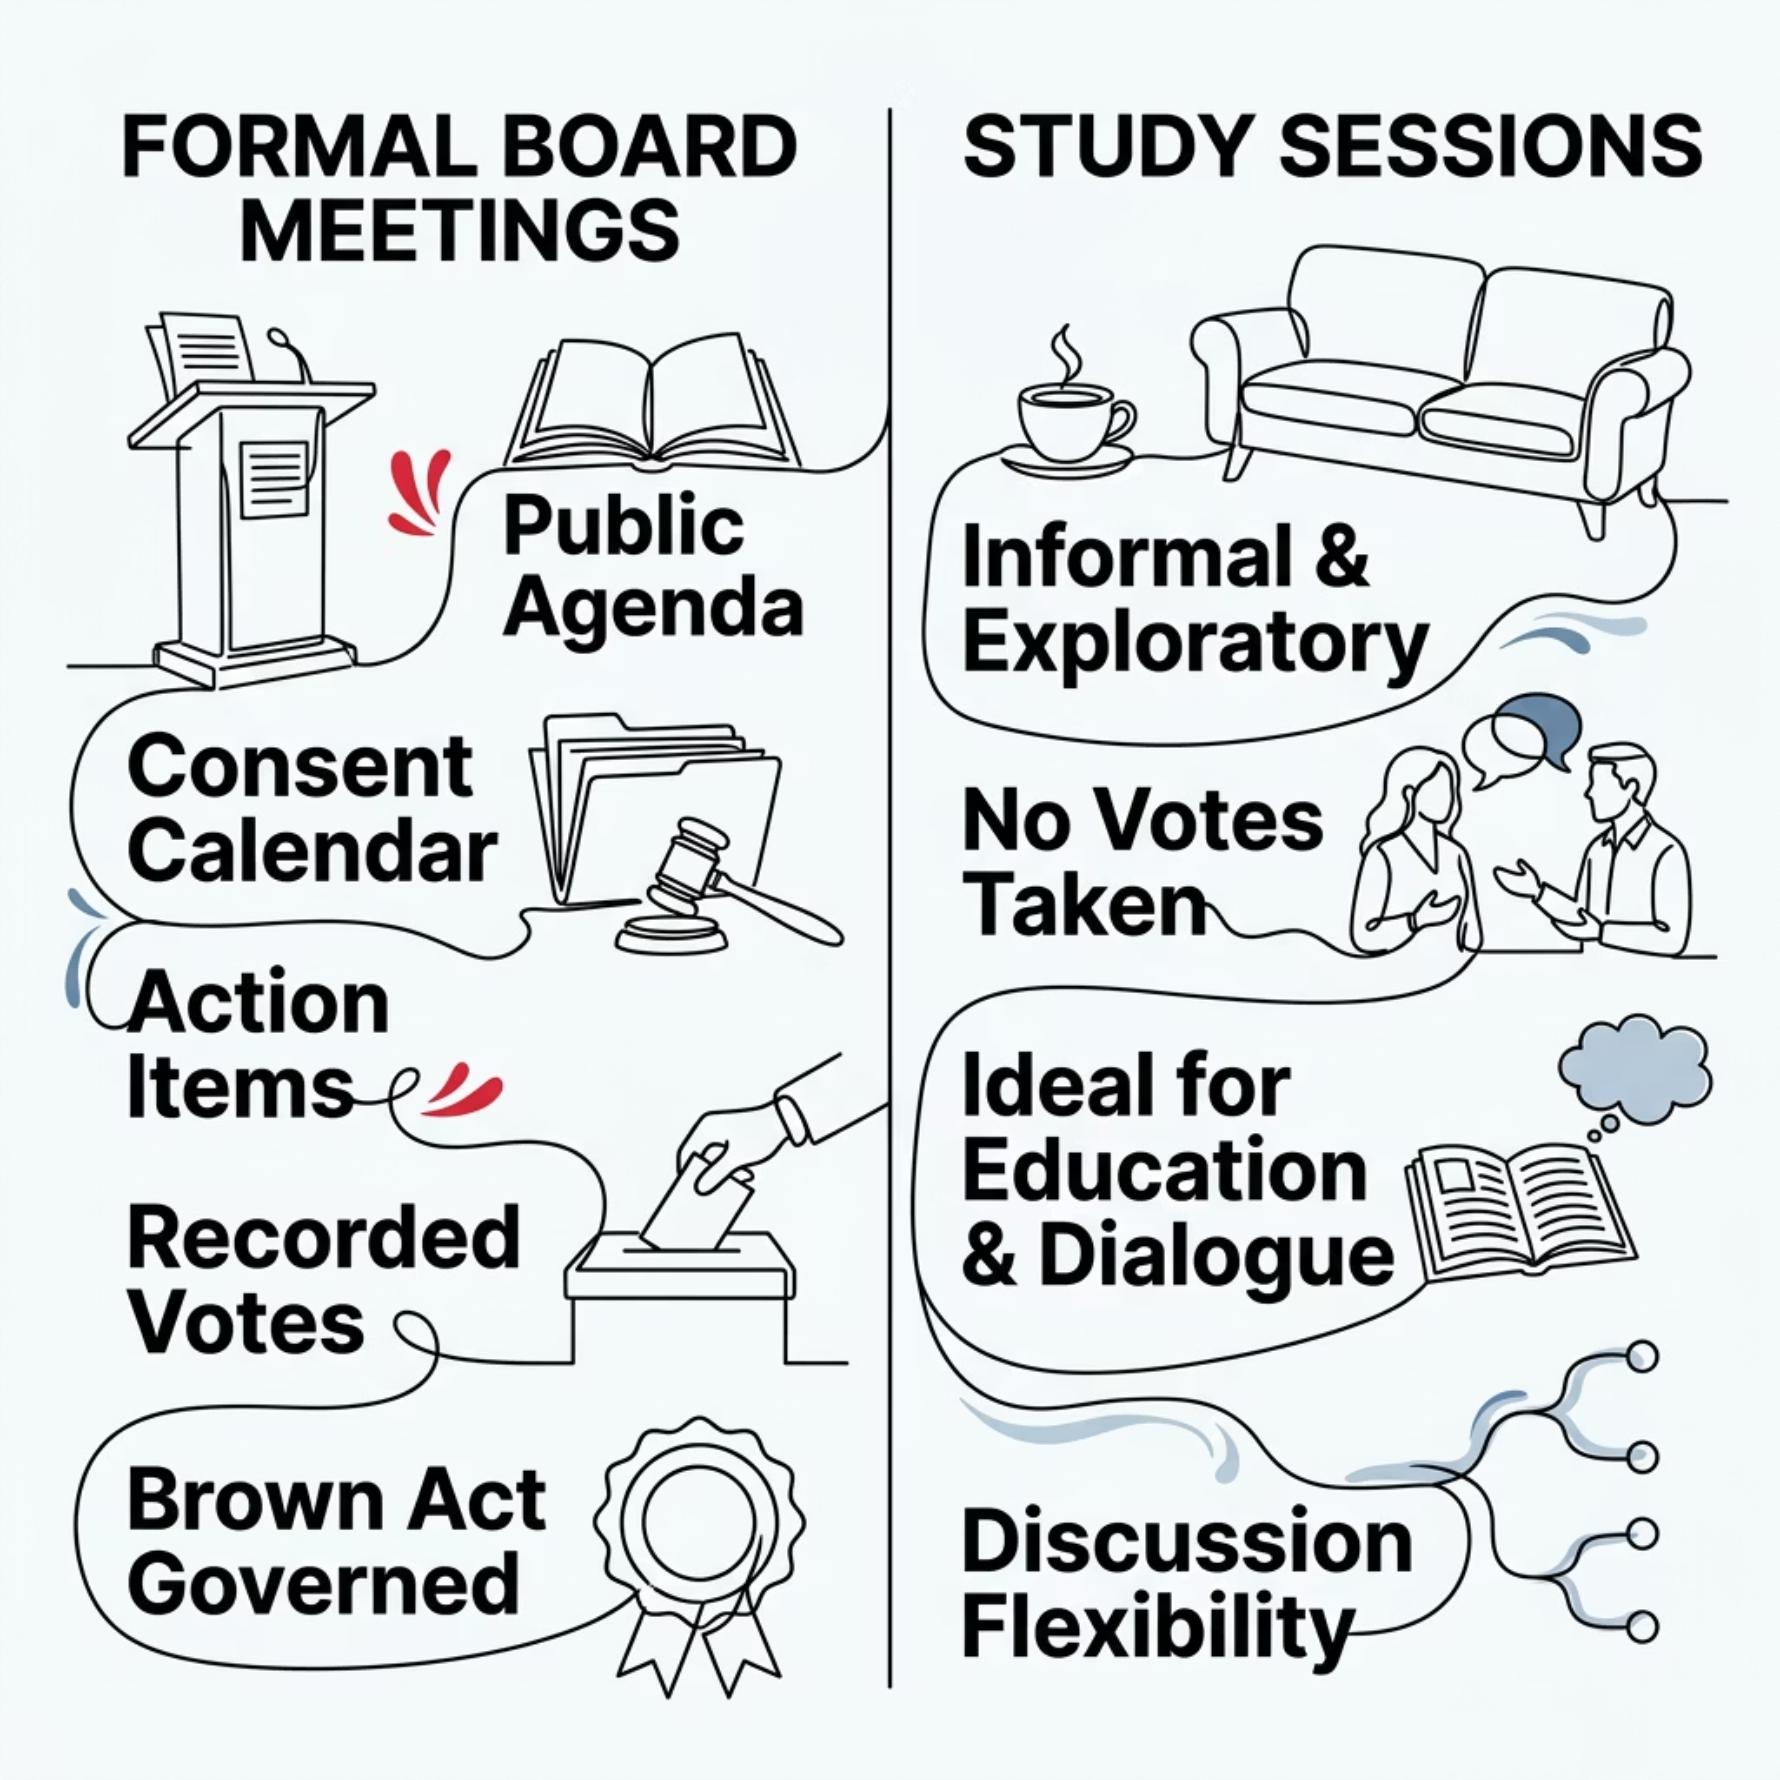 FORMAL BOARD
MEETINGS
Public
Agenda
Consent
Calendar
Action
Items
Recorded
Votes
Brown Act
Governed
STUDY SESSIONS
Informal &
Exploratory
No Votes
Taken
Ideal for
Education
& Dialogue
Discussion
Flexibility